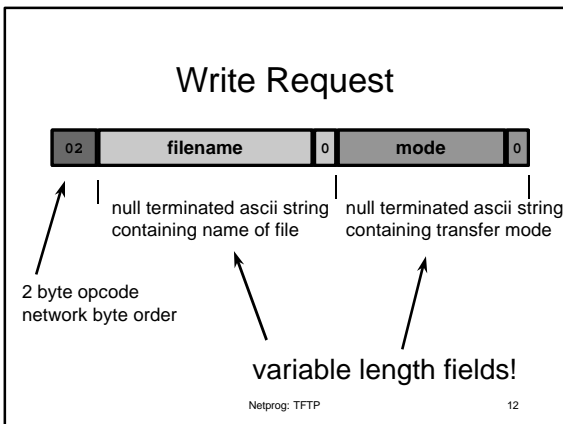 Write Request
02 filename 0 mode 0
null terminated ascii string
containing name of file
null terminated ascii string
containing transfer mode
2 byte opcode
network byte order
variable length fields!
Netprog: TFTP 12